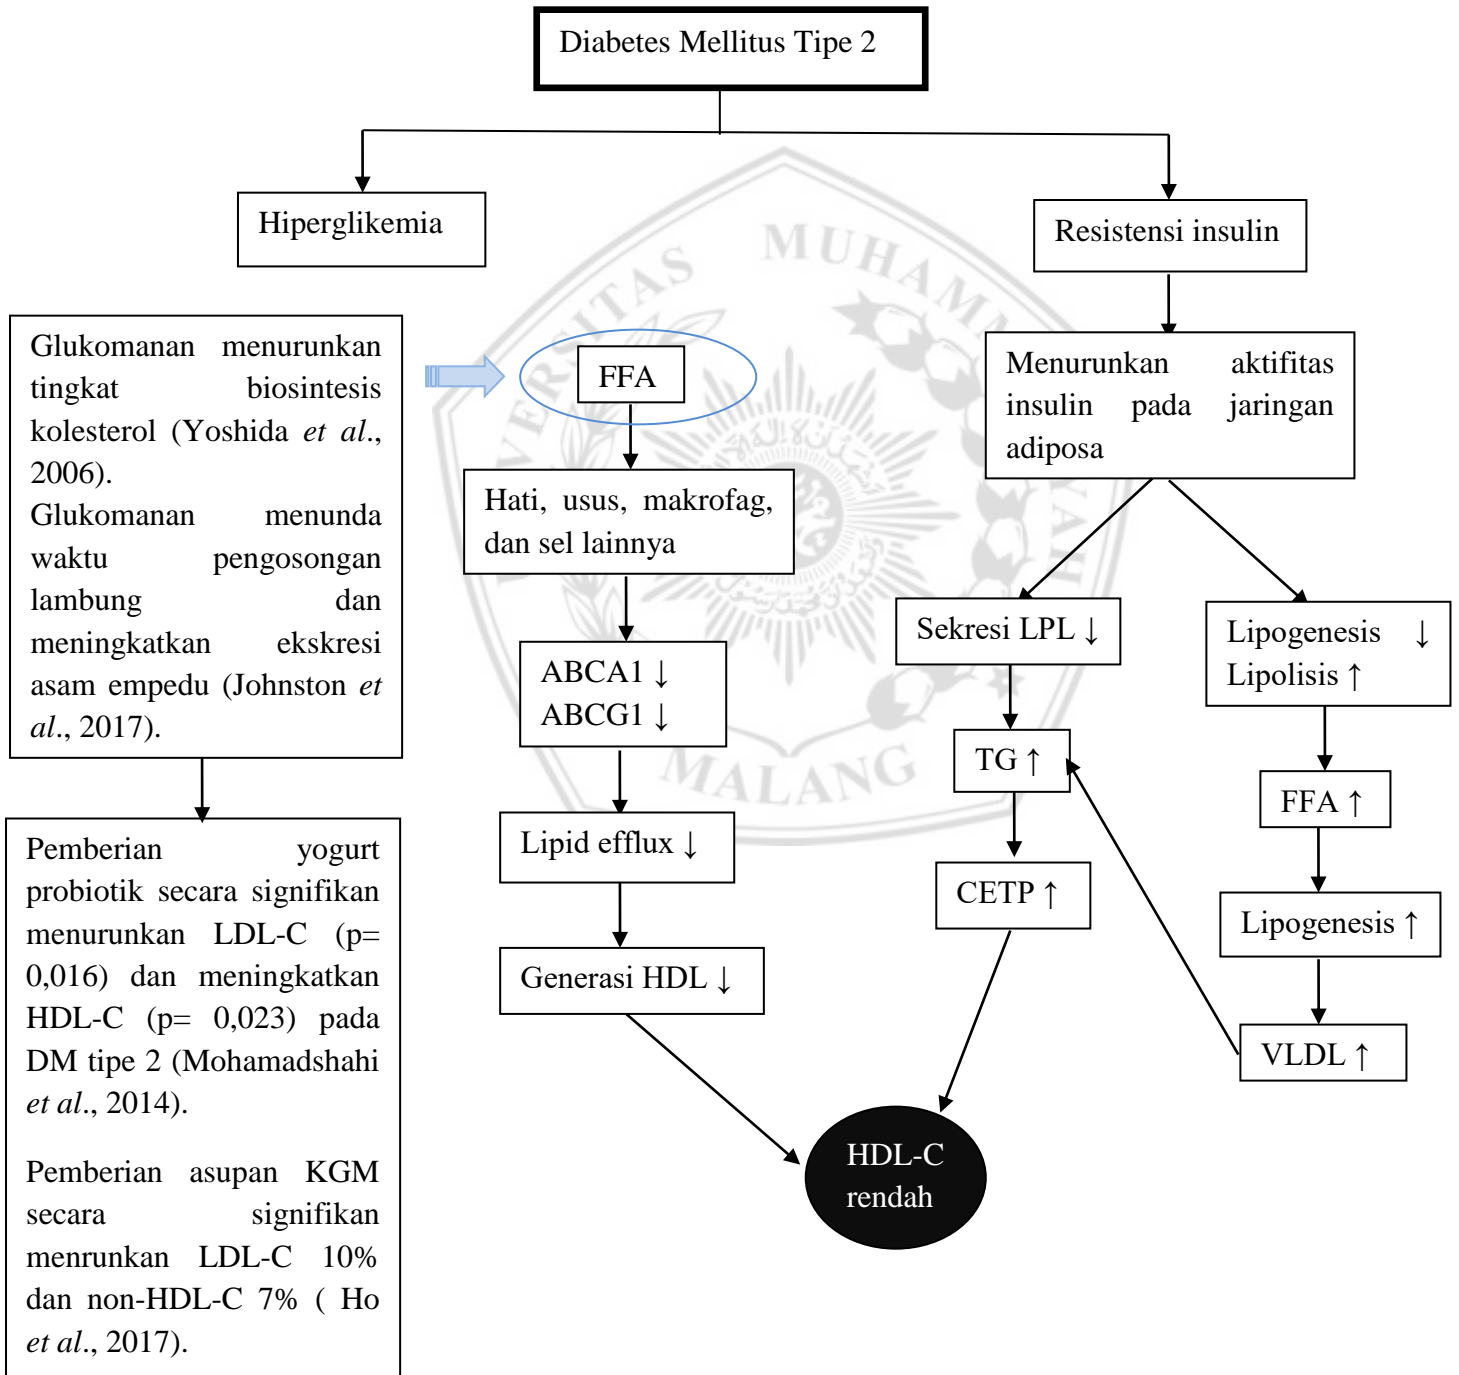 Diabetes Mellitus Tipe 2
Hiperglikemia
Resistensi insulin
Glukomanan menurunkan
tingkat biosintesis
kolesterol (Yoshida et al.,
2006).
Glukomanan menunda
waktu pengosongan
lambung dan
meningkatkan ekskresi
asam empedu (Johnston et
al., 2017).
FFA
Menurunkan aktifitas
insulin pada jaringan
adiposa
Hati, usus, makrofag,
dan sel lainnya
Sekresi LPL ↓
Lipogenesis ↓
Lipolisis ↑
ABCA1 ↓
ABCG1 ↓
TG ↑
FFA ↑
Lipid efflux ↓
CETP ↑
Lipogenesis ↑
Generasi HDL ↓
VLDL ↑
Pemberian yogurt
probiotik secara signifikan
menurunkan LDL-C (p=
0,016) dan meningkatkan
HDL-C (p= 0,023) pada
DM tipe 2 (Mohamadshahi
et al., 2014).
Pemberian asupan KGM
secara signifikan
menrunkan LDL-C 10%
dan non-HDL-C 7% ( Ho
et al., 2017).
HDL-C
rendah
UNIVERSITAS MUHAMMADIYAH
MALANG